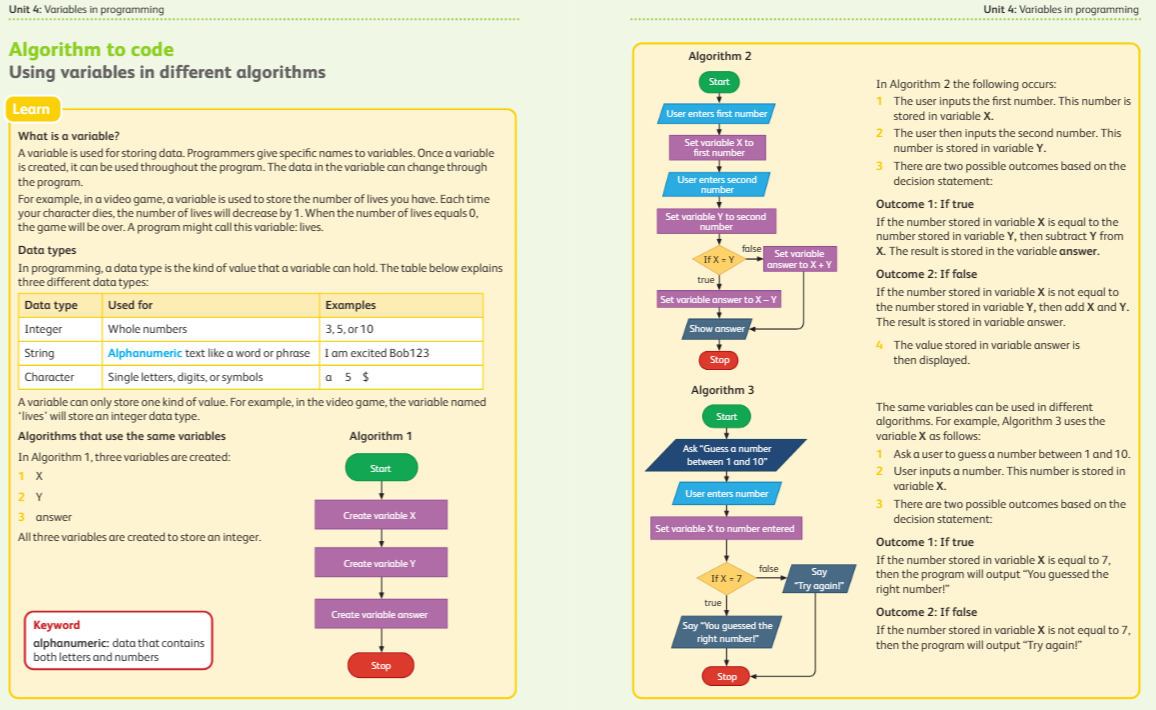 Unit 4: Variables in programming
Algorithm to code
Using variables in different algorithms
Learn
What is a variable?
A variable is used for storing data. Programmers give specific names to variables. Once a variable
is created, it can be used throughout the program. The data in the variable can change through
the program.
For example, in a video game, a variable is used to store the number of lives you have. Each time
your character dies, the number of lives will decrease by 1. When the number of lives equals 0,
the game will be over. A program might call this variable: lives.
Data types
In programming, a data type is the kind of value that a variable can hold. The table below explains
three different data types:
Data type Used for Examples
Integer Whole numbers 3, 5, or 10
String Alphanumeric text like a word or phrase I am excited Bob123
Character Single letters, digits, or symbols a 5 $
A variable can only store one kind of value. For example, in the video game, the variable named
'lives' will store an integer data type.
Algorithms that use the same variables
In Algorithm 1, three variables are created:
1 X
2 Y
3 answer
All three variables are created to store an integer.
Keyword
alphanumeric: data that contains
both letters and numbers
Algorithm 1
Start
Create variable X
Create variable Y
Create variable answer
Stop
Unit 4: Variables in programming
Algorithm 2
Start
User enters first number
Set variable X to
first number
User enters second
number
Set variable Y to second
number
If X = Y
false
Set variable
answer to X + Y
true
Set variable answer to X – Y
Show answer
Stop
In Algorithm 2 the following occurs:
1 The user inputs the first number. This number is
stored in variable X.
2 The user then inputs the second number. This
number is stored in variable Y.
3 There are two possible outcomes based on the
decision statement:
Outcome 1: If true
If the number stored in variable X is equal to the
number stored in variable Y, then subtract Y from
X. The result is stored in the variable answer.
Outcome 2: If false
If the number stored in variable X is not equal to
the number stored in variable Y, then add X and Y.
The result is stored in variable answer.
4 The value stored in variable answer is
then displayed.
Algorithm 3
Start
Ask "Guess a number
between 1 and 10"
User enters number
Set variable X to number entered
If X = 7
false
Say
"Try again!"
true
Say "You guessed the
right number!"
Stop
The same variables can be used in different
algorithms. For example, Algorithm 3 uses the
variable X as follows:
1 Ask a user to guess a number between 1 and 10.
2 User inputs a number. This number is stored in
variable X.
3 There are two possible outcomes based on the
decision statement:
Outcome 1: If true
If the number stored in variable X is equal to 7,
then the program will output "You guessed the
right number!"
Outcome 2: If false
If the number stored in variable X is not equal to 7,
then the program will output "Try again!"